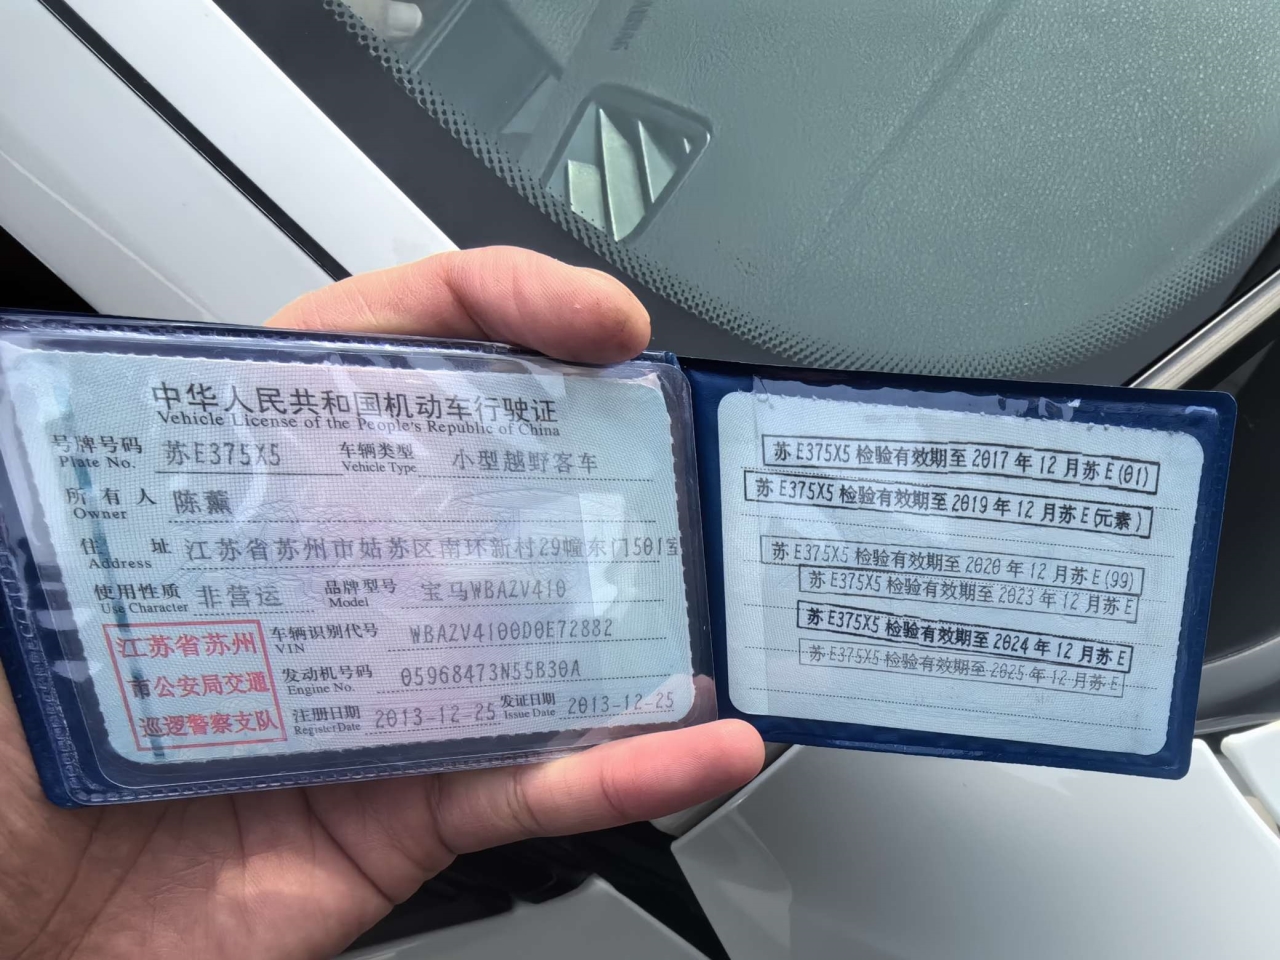 中华人民共和国机动车行驶证
Vehicle License of the People's Republic of China
号牌号码 苏E375X5 车辆类型 小型越野客车
Plate No. Vehicle Type
所有人 陈薰
Owner
住址 江苏省苏州市姑苏区南环新村29幢东门501室
Address
使用性质 非营运 品牌型号 宝马WBAZV410
Use Character Model
江苏省苏州
市公安局交通
巡逻警察支队
车辆识别代号 WBAZV4100D0E72882
VIN
发动机号码 05968473N55B30A
Engine No.
注册日期 2013-12-25 发证日期 2013-12-25
Register Date Issue Date
苏E375X5检验有效期至2017年12月苏E(01)
苏E375X5检验有效期至2019年12月苏E(元素)
苏E375X5检验有效期至2020年12月苏E(99)
苏E375X5检验有效期至2023年12月苏E
苏E375X5检验有效期至2024年12月苏E
苏E375X5检验有效期至2025年12月苏E